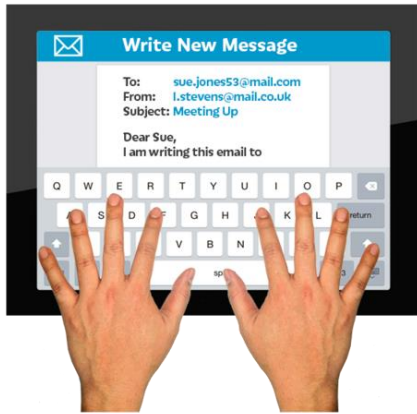 Write New Message
To: sue.jones53@mail.com
From: l.stevens@mail.co.uk
Subject: Meeting Up
Dear Sue,
I am writing this email to
Q W E R T Y U I O P
S D F G H K L return
V B N